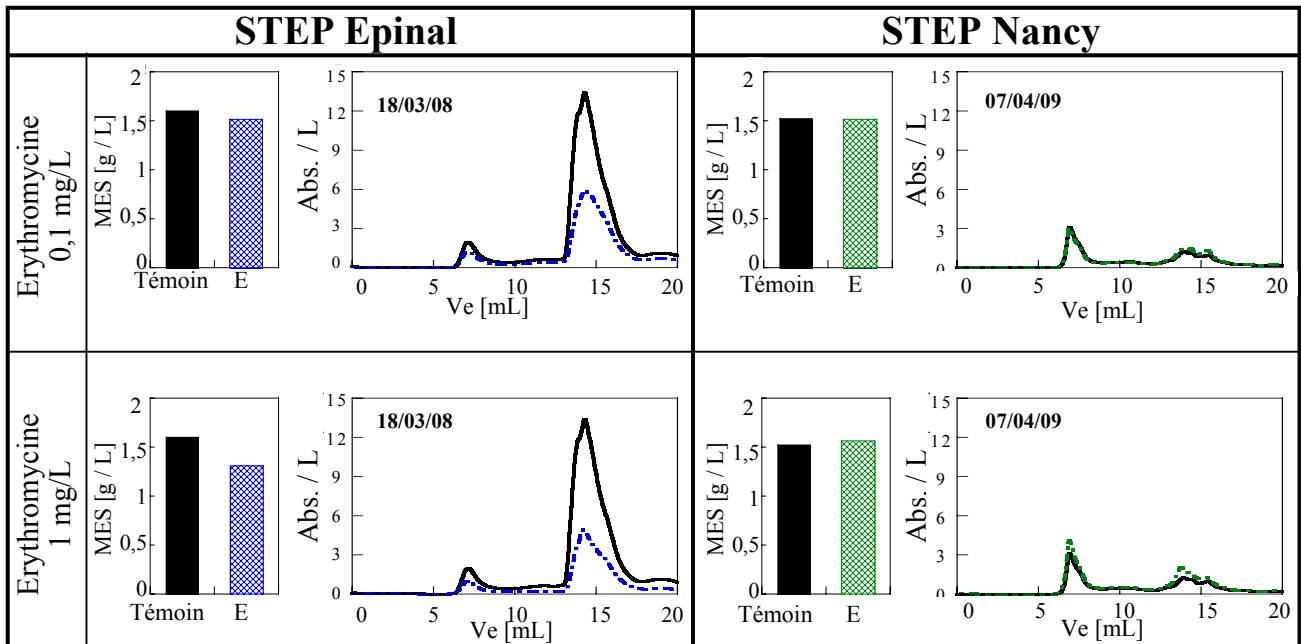 STEP Epinal
STEP Nancy
Erythromycine
0,1 mg/L
MES [g / L]
2
1,5
1
0,5
0
Témoin E
Abs. / L
15
12
9
6
3
0
18/03/08
0 5 10 15 20
Ve [mL]
MES [g / L]
2
1,5
1
0,5
0
Témoin E
Abs. / L
15
12
9
6
3
0
07/04/09
0 5 10 15 20
Ve [mL]
Erythromycine
1 mg/L
MES [g / L]
2
1,5
1
0,5
0
Témoin E
Abs. / L
15
12
9
6
3
0
18/03/08
0 5 10 15 20
Ve [mL]
MES [g / L]
2
1,5
1
0,5
0
Témoin E
Abs. / L
15
12
9
6
3
0
07/04/09
0 5 10 15 20
Ve [mL]